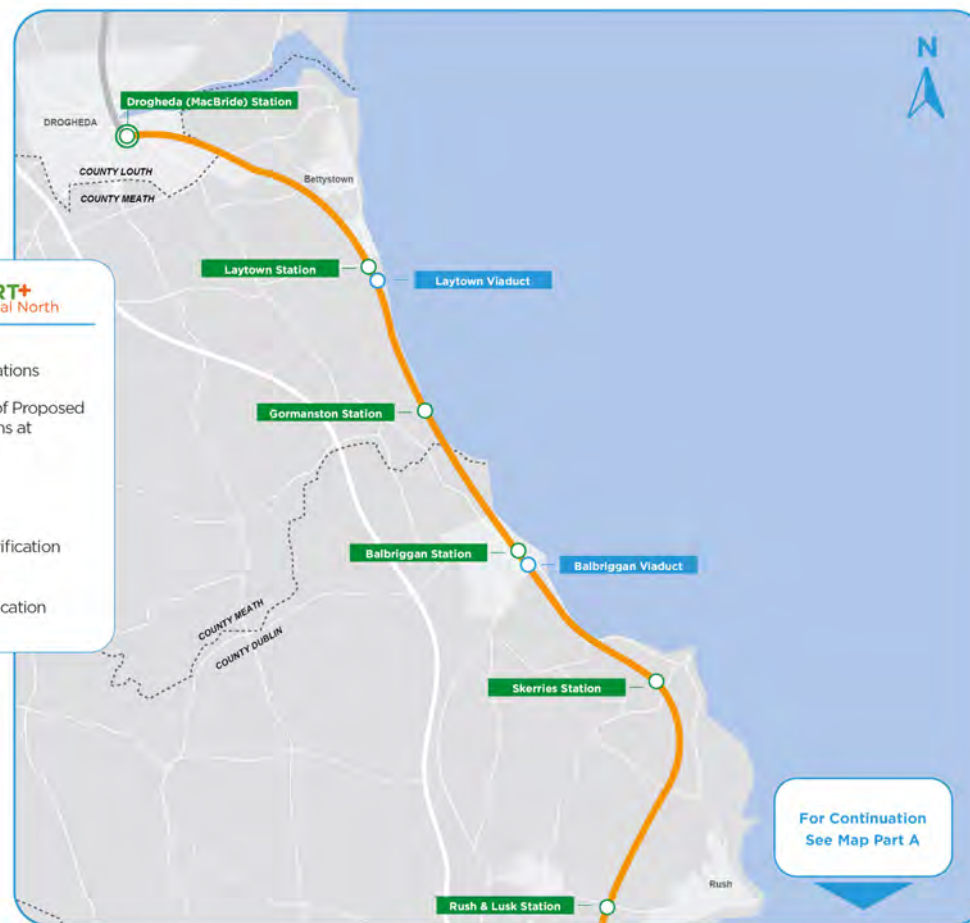 N
Drogheda (MacBride) Station
DROGHEDA
COUNTY LOUTH
COUNTY MEATH
Bettystown
Laytown Station
Laytown Viaduct
RT+
al North
ations
of Proposed
ns at
Gormanston Station
rification
cation
Balbriggan Station
Balbriggan Viaduct
COUNTY MEATH
COUNTY DUBLIN
Skerries Station
For Continuation
See Map Part A
Rush
Rush & Lusk Station